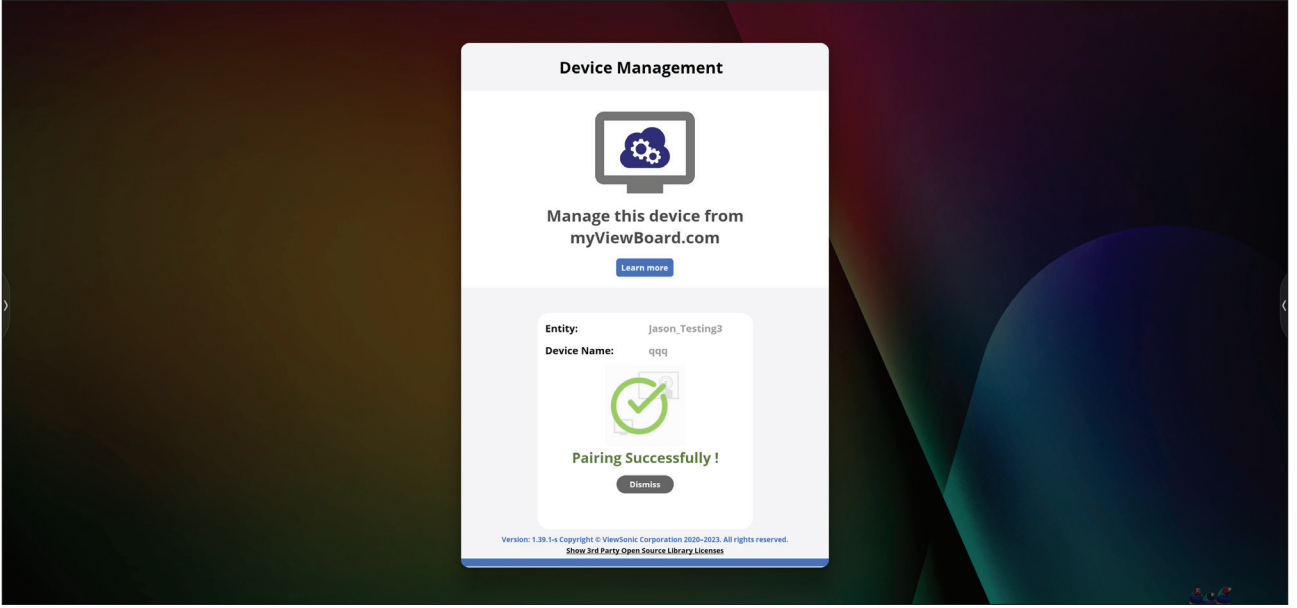 Device Management
Manage this device from
myViewBoard.com
Learn more
Entity: Jason_Testing3
Device Name: qqq
Pairing Successfully !
Dismiss
Version: 1.39.1-s Copyright © ViewSonic Corporation 2020–2023. All rights reserved.
Show 3rd Party Open Source Library Licenses